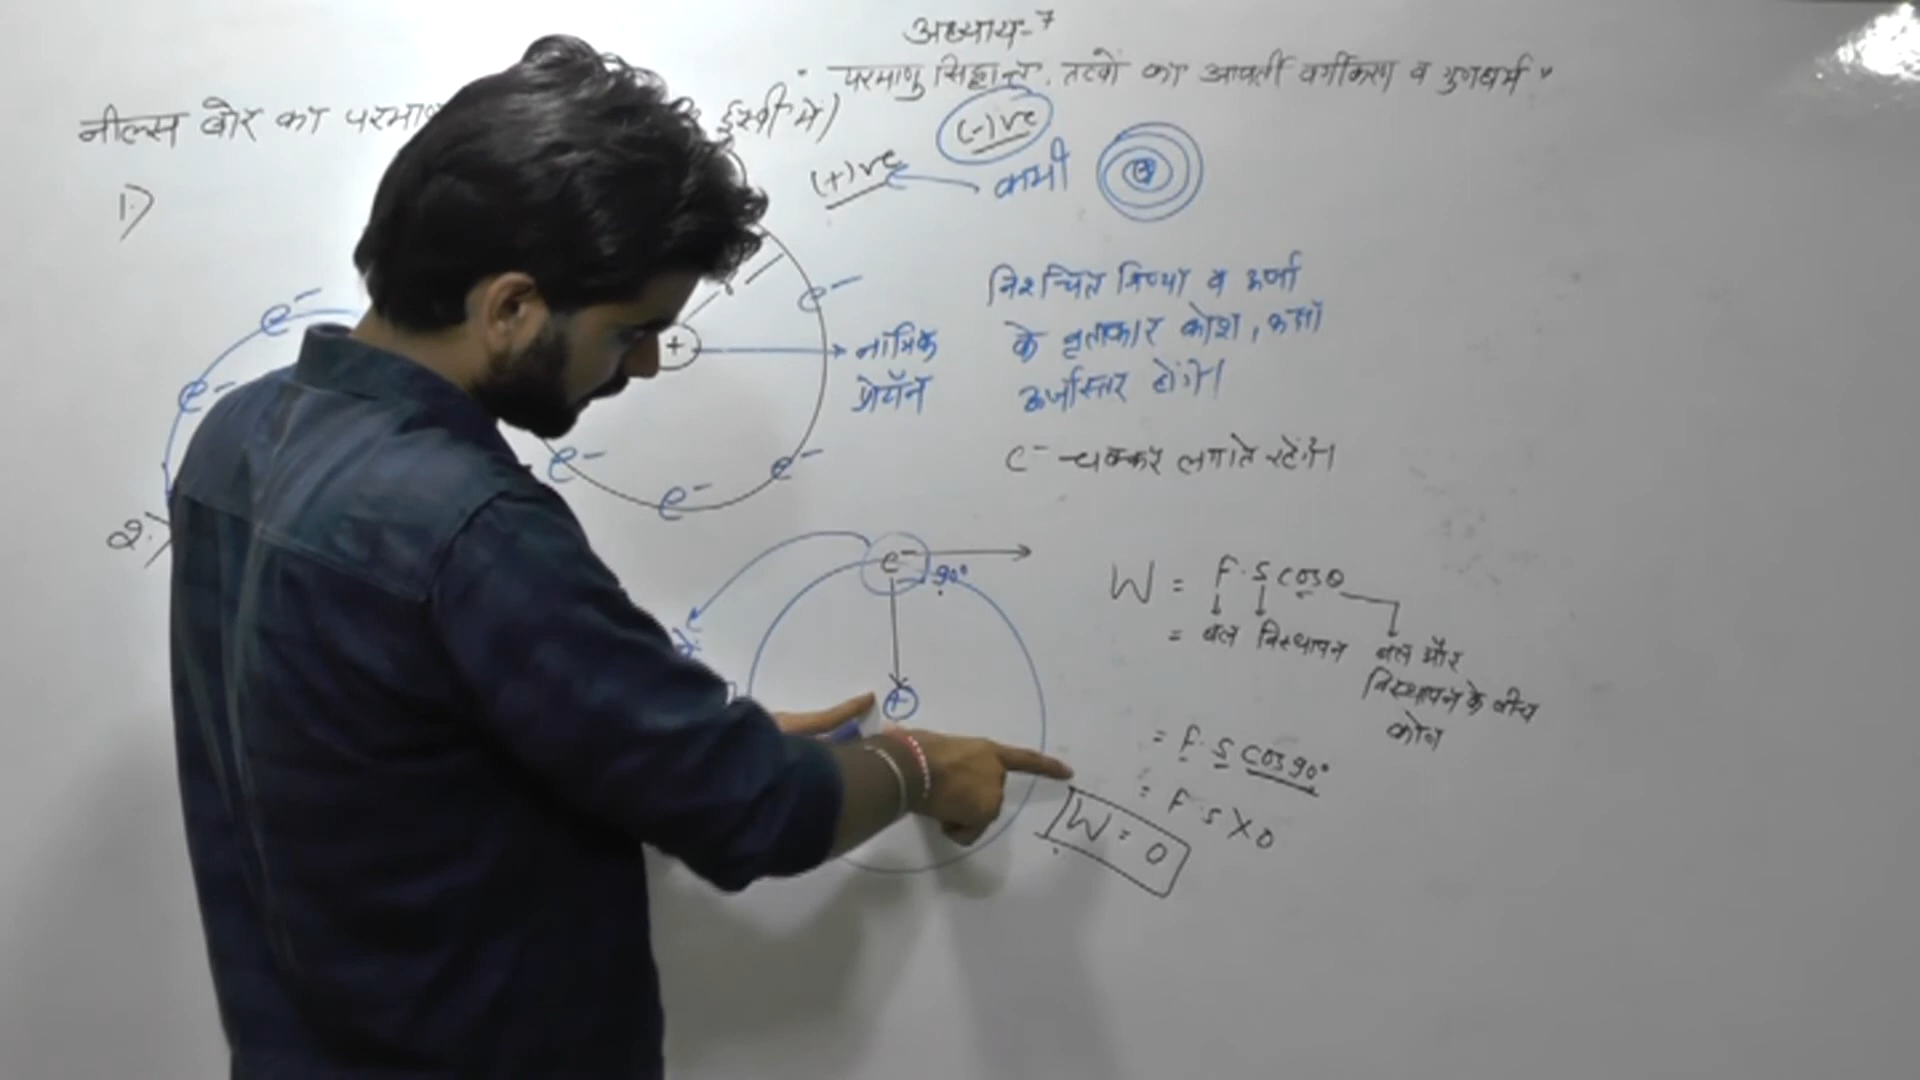 अध्याय-7
"परमाणु सिद्धान्त, तत्वों का आवर्ती वर्गीकरण व गुणधर्म"
नील्स बोर का परमाणु ईस्वी में)
(-)ve
(+)ve
कमी
1.)
निश्चित त्रिज्या व ऊर्जा
के वृत्ताकार कोश, कक्षा
ऊर्जास्तर होंगे।
e⁻ चक्कर लगाते रहेंगे।
e⁻
e⁻
e⁻
e⁻
e⁻
e⁻
+
नाभिक
प्रोटॉन
2.)
e⁻
90°
+
W = F.S cosθ
= बल विस्थापन बल और
विस्थापन के बीच
कोण
= F.S cos90°
= F.S X 0
W = 0